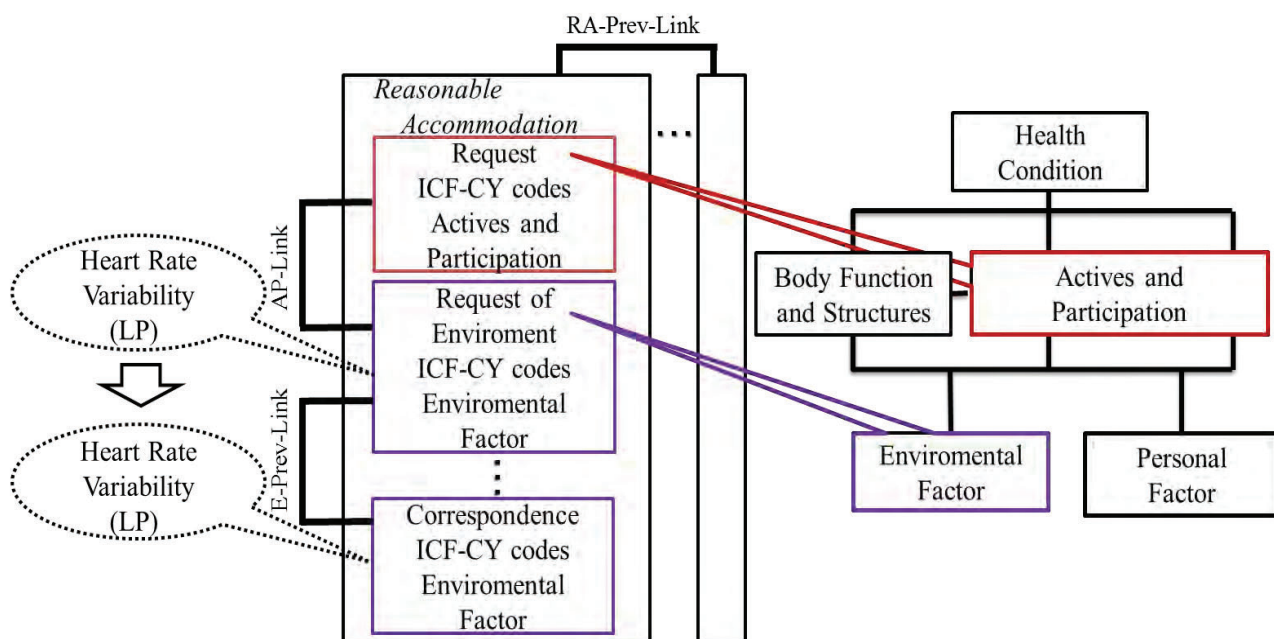 RA-Prev-Link
Reasonable
Accommodation
...
Request
ICF-CY codes
Actives and
Participation
AP-Link
Request of
Enviroment
ICF-CY codes
Enviromental
Factor
E-Prev-Link
Correspondence
ICF-CY codes
Enviromental
Factor
Heart Rate
Variability
(LP)
Heart Rate
Variability
(LP)
Health
Condition
Body Function
and Structures
Actives and
Participation
Enviromental
Factor
Personal
Factor